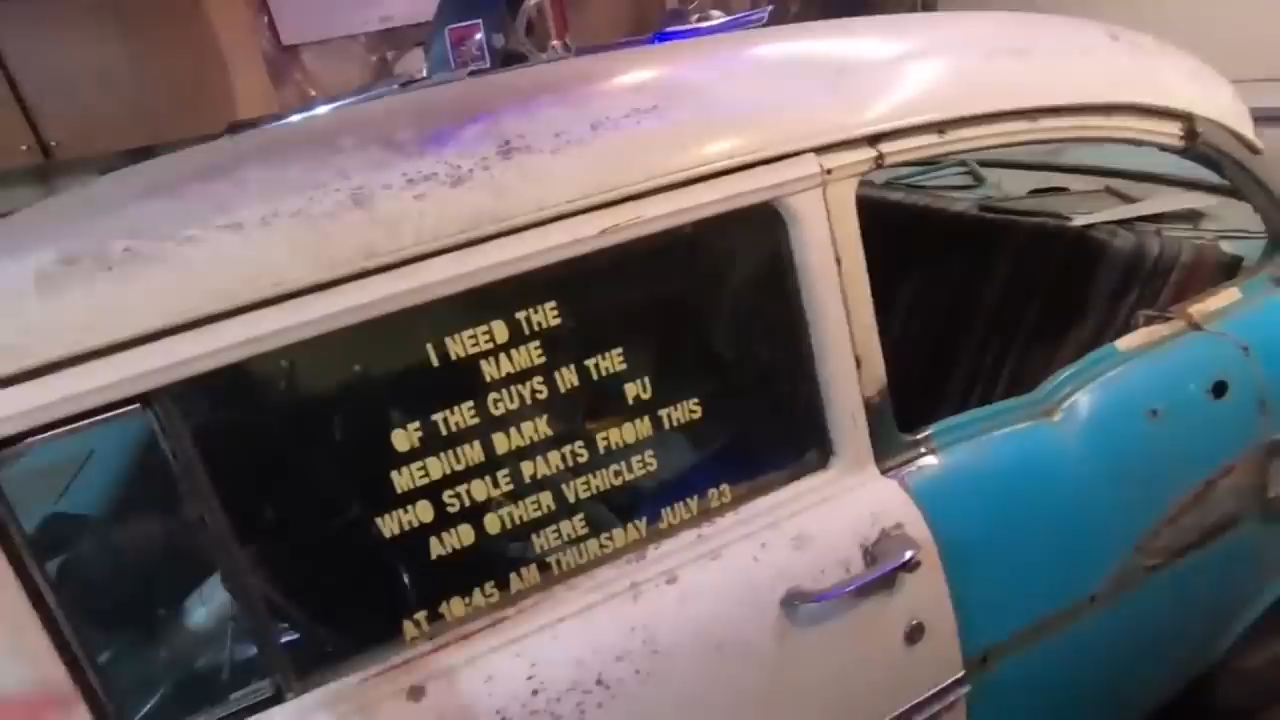 I NEED THE
NAME
OF THE GUYS IN THE
MEDIUM DARK PU
WHO STOLE PARTS FROM THIS
AND OTHER VEHICLES
HERE
AT 10:45 AM THURSDAY JULY 23